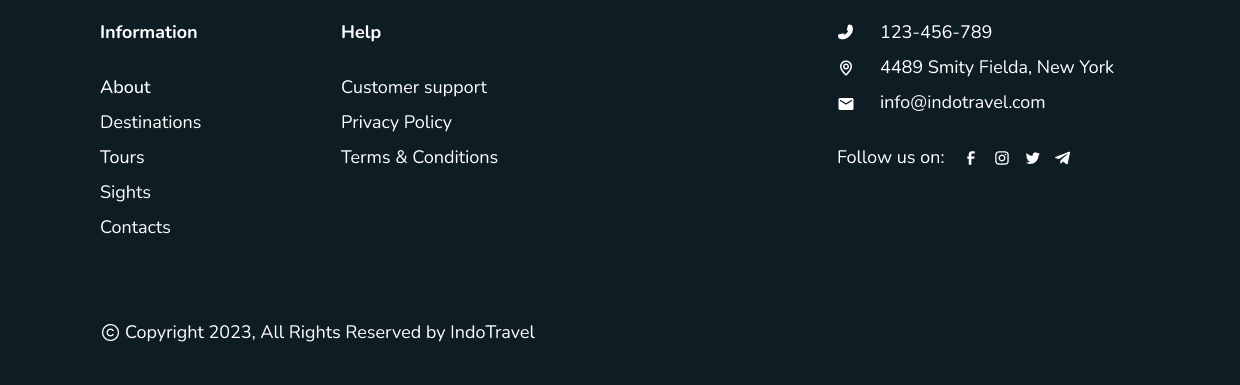 Information
About
Destinations
Tours
Sights
Contacts
Help
Customer support
Privacy Policy
Terms & Conditions
123-456-789
4489 Smity Fielda, New York
info@indotravel.com
Follow us on:
© Copyright 2023, All Rights Reserved by IndoTravel